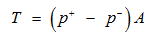 T = (p⁺ − p⁻) A